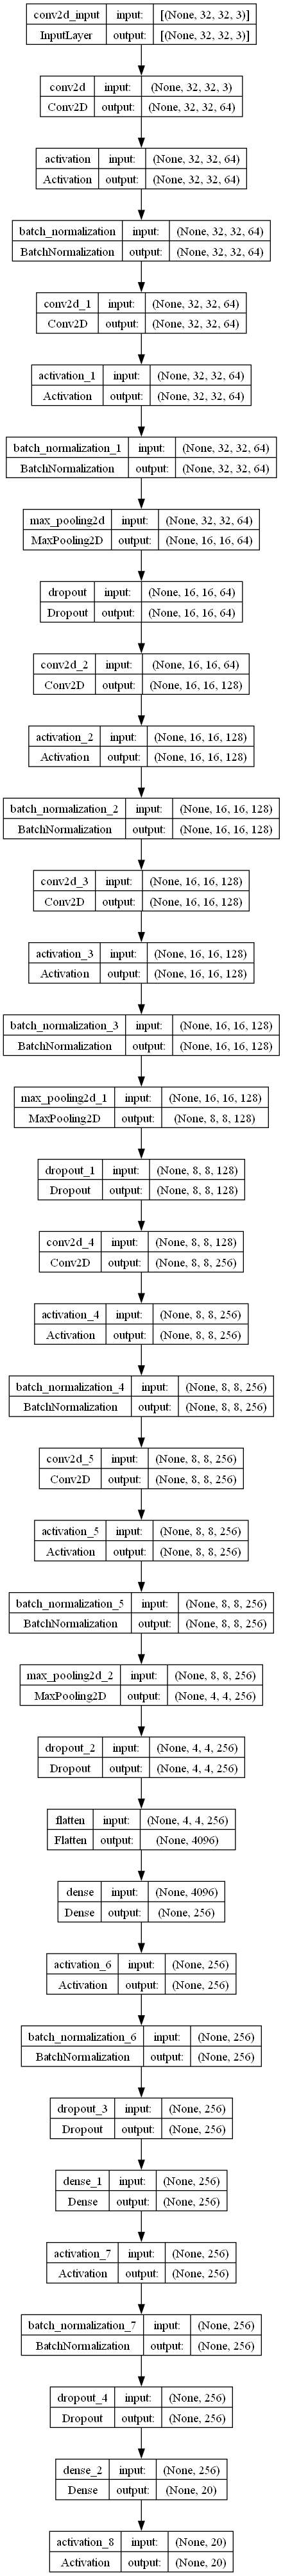 conv2d_input input: [(None, 32, 32, 3)]
InputLayer output: [(None, 32, 32, 3)]
conv2d input: (None, 32, 32, 3)
Conv2D output: (None, 32, 32, 64)
activation input: (None, 32, 32, 64)
Activation output: (None, 32, 32, 64)
batch_normalization input: (None, 32, 32, 64)
BatchNormalization output: (None, 32, 32, 64)
conv2d_1 input: (None, 32, 32, 64)
Conv2D output: (None, 32, 32, 64)
activation_1 input: (None, 32, 32, 64)
Activation output: (None, 32, 32, 64)
batch_normalization_1 input: (None, 32, 32, 64)
BatchNormalization output: (None, 32, 32, 64)
max_pooling2d input: (None, 32, 32, 64)
MaxPooling2D output: (None, 16, 16, 64)
dropout input: (None, 16, 16, 64)
Dropout output: (None, 16, 16, 64)
conv2d_2 input: (None, 16, 16, 64)
Conv2D output: (None, 16, 16, 128)
activation_2 input: (None, 16, 16, 128)
Activation output: (None, 16, 16, 128)
batch_normalization_2 input: (None, 16, 16, 128)
BatchNormalization output: (None, 16, 16, 128)
conv2d_3 input: (None, 16, 16, 128)
Conv2D output: (None, 16, 16, 128)
activation_3 input: (None, 16, 16, 128)
Activation output: (None, 16, 16, 128)
batch_normalization_3 input: (None, 16, 16, 128)
BatchNormalization output: (None, 16, 16, 128)
max_pooling2d_1 input: (None, 16, 16, 128)
MaxPooling2D output: (None, 8, 8, 128)
dropout_1 input: (None, 8, 8, 128)
Dropout output: (None, 8, 8, 128)
conv2d_4 input: (None, 8, 8, 128)
Conv2D output: (None, 8, 8, 256)
activation_4 input: (None, 8, 8, 256)
Activation output: (None, 8, 8, 256)
batch_normalization_4 input: (None, 8, 8, 256)
BatchNormalization output: (None, 8, 8, 256)
conv2d_5 input: (None, 8, 8, 256)
Conv2D output: (None, 8, 8, 256)
activation_5 input: (None, 8, 8, 256)
Activation output: (None, 8, 8, 256)
batch_normalization_5 input: (None, 8, 8, 256)
BatchNormalization output: (None, 8, 8, 256)
max_pooling2d_2 input: (None, 8, 8, 256)
MaxPooling2D output: (None, 4, 4, 256)
dropout_2 input: (None, 4, 4, 256)
Dropout output: (None, 4, 4, 256)
flatten input: (None, 4, 4, 256)
Flatten output: (None, 4096)
dense input: (None, 4096)
Dense output: (None, 256)
activation_6 input: (None, 256)
Activation output: (None, 256)
batch_normalization_6 input: (None, 256)
BatchNormalization output: (None, 256)
dropout_3 input: (None, 256)
Dropout output: (None, 256)
dense_1 input: (None, 256)
Dense output: (None, 256)
activation_7 input: (None, 256)
Activation output: (None, 256)
batch_normalization_7 input: (None, 256)
BatchNormalization output: (None, 256)
dropout_4 input: (None, 256)
Dropout output: (None, 256)
dense_2 input: (None, 256)
Dense output: (None, 20)
activation_8 input: (None, 20)
Activation output: (None, 20)